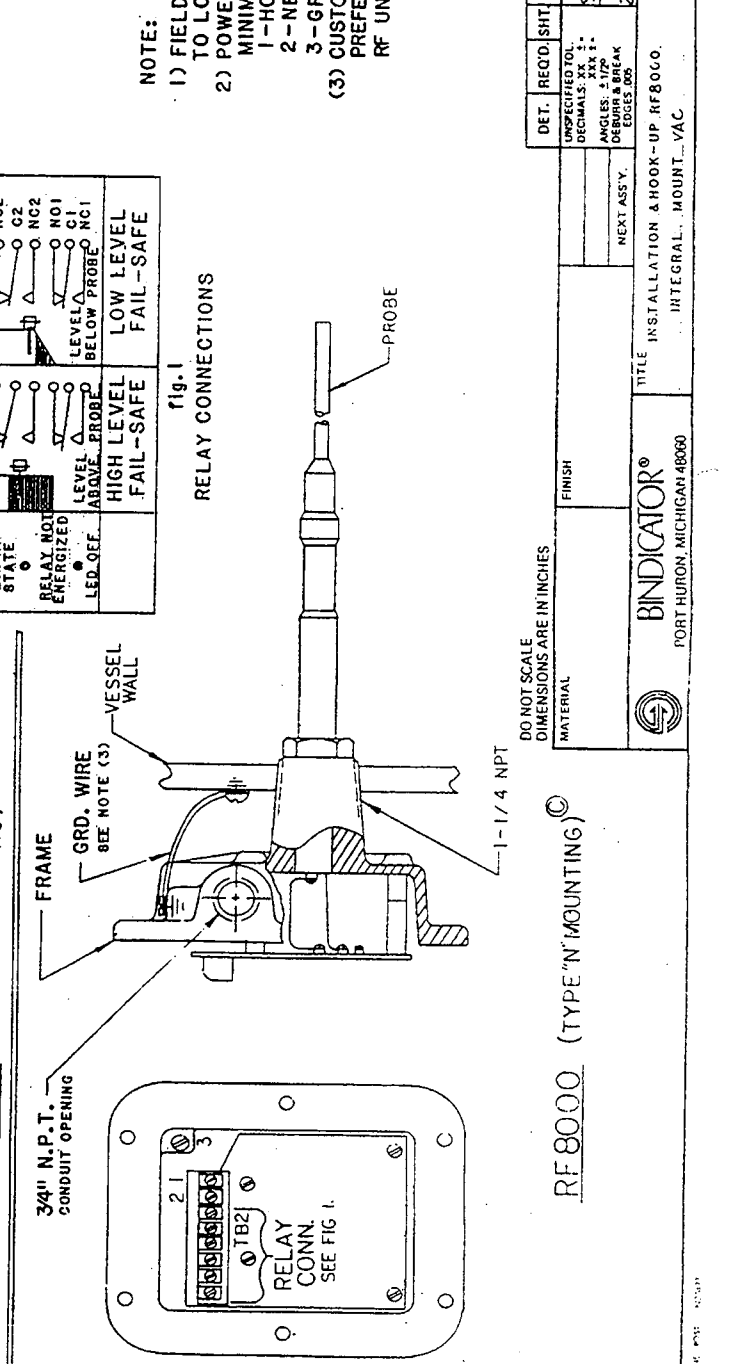 NOTE:
1) FIELD
TO LO
2) POWE
MINIM
1-HO
2-NE
3-GR
(3) CUSTO
PREFE
RF UN
NC2
C2
NC2
NO1
C1
NC1
LEVEL
BELOW PROBE
LOW LEVEL
FAIL-SAFE
LEVEL
ABOVE PROBE
HIGH LEVEL
FAIL-SAFE
STATE
RELAY NOT
ENERGIZED
LED OFF
fig.1
RELAY CONNECTIONS
PROBE
VESSEL
WALL
GRD. WIRE
SEE NOTE (3)
FRAME
1-1/4 NPT
3/4" N.P.T.
CONDUIT OPENING
2 1
3
TB2
RELAY
CONN.
SEE FIG 1.
RF8000 (TYPE "N" MOUNTING) ©
DO NOT SCALE
DIMENSIONS ARE IN INCHES
MATERIAL
FINISH
NEXT ASS'Y.
DET. REQ'D. SHT.
UNSPECIFIED TOL.
DECIMALS: XX ±
XXX ±
ANGLES: ± 1/2°
DEBURR & BREAK
EDGES .005
BINDICATOR®
PORT HURON, MICHIGAN 48060
TITLE INSTALLATION & HOOK-UP RF8000
INTEGRAL MOUNT VAC